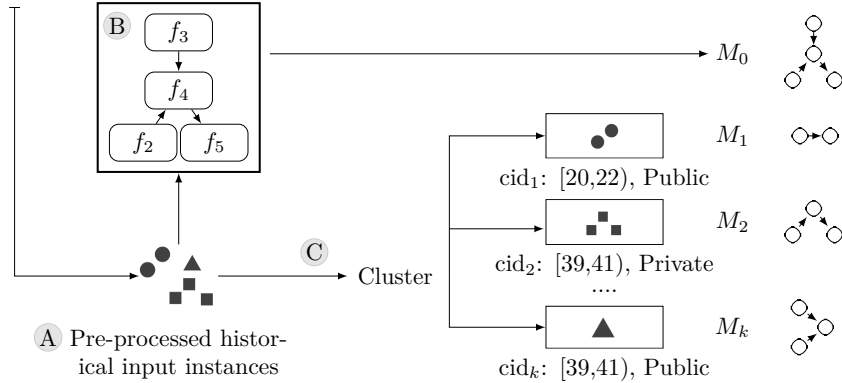 B
f3
f4
f2 f5
M0
M1
cid1: [20,22), Public
M2
cid2: [39,41), Private
....
C
Cluster
Mk
cidk: [39,41), Public
A Pre-processed histor-
ical input instances